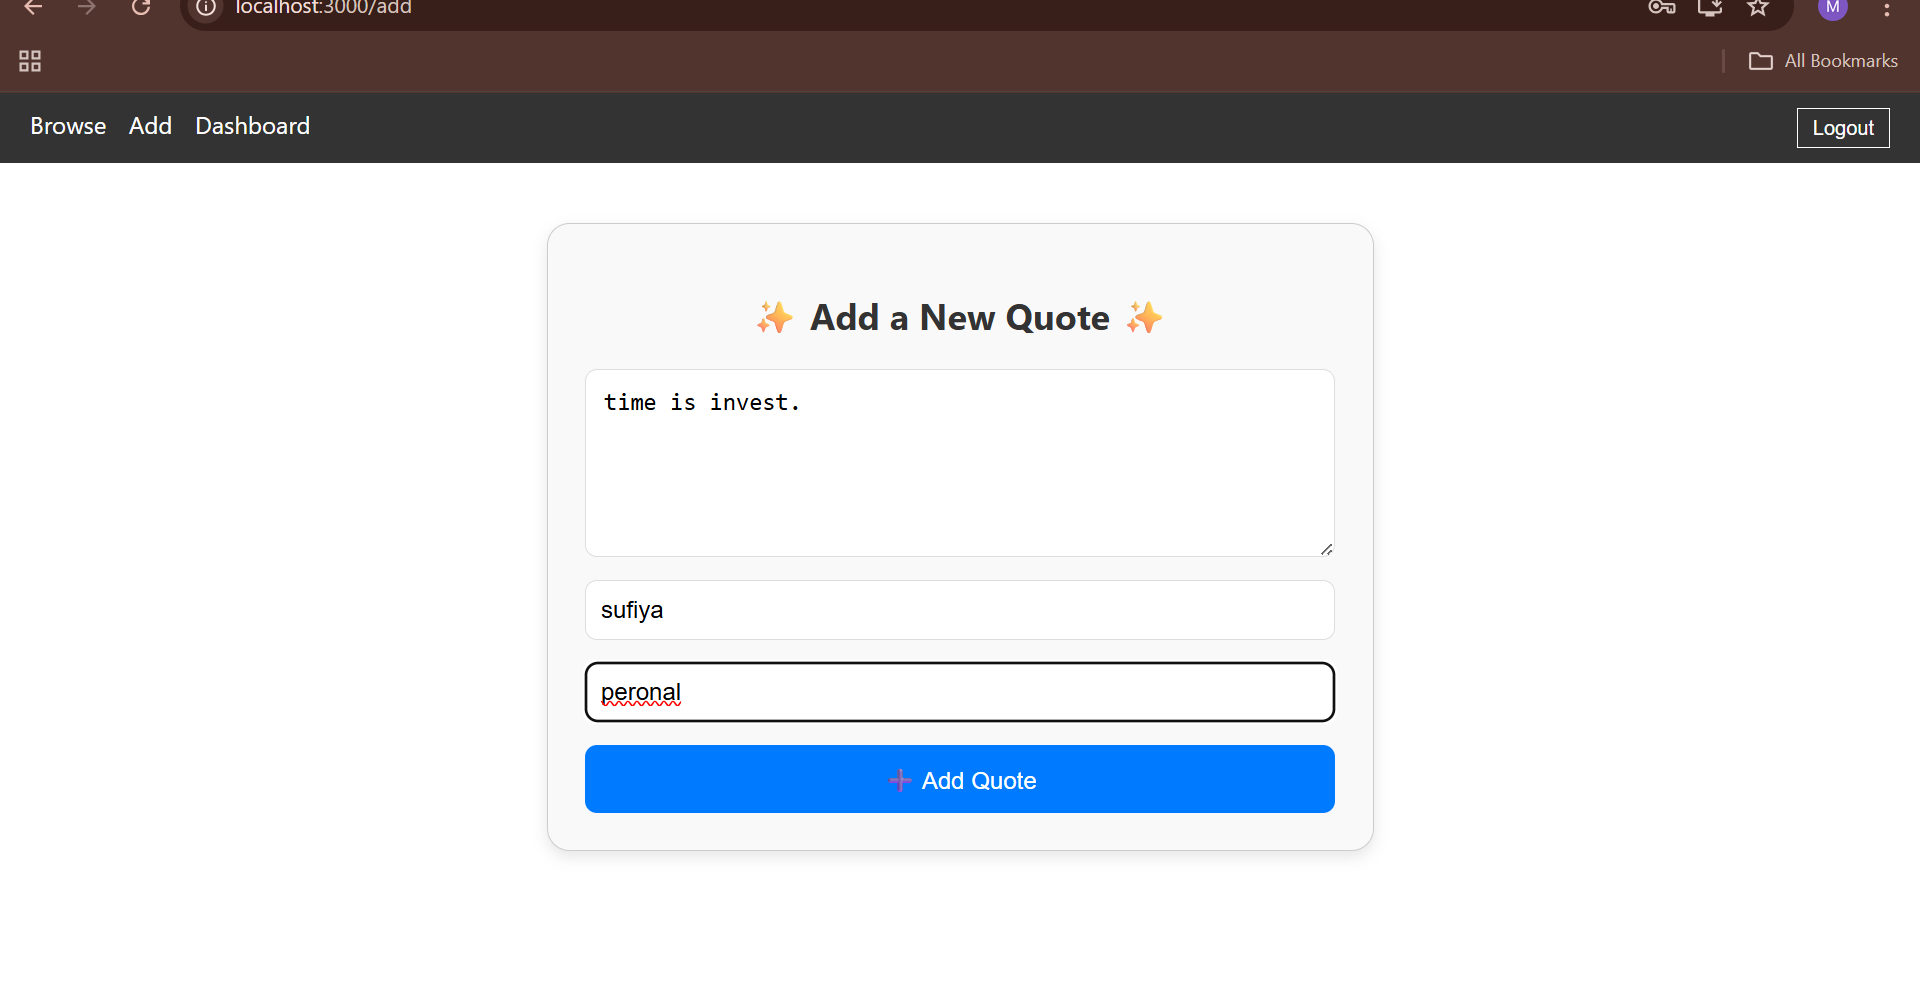 localhost:3000/add
M
All Bookmarks
Browse Add Dashboard
Logout
✨ Add a New Quote ✨
time is invest.
sufiya
peronal
➕ Add Quote